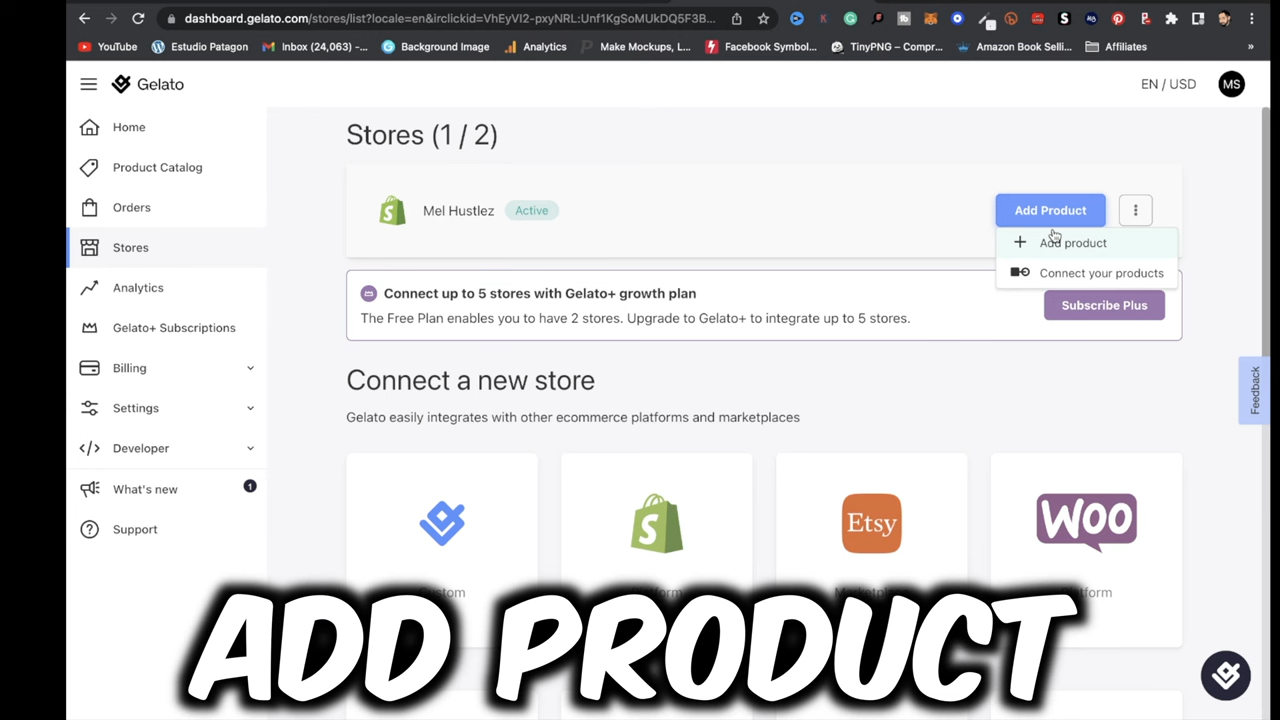 dashboard.gelato.com/stores/list?locale=en&irclickid=VhEyVI2-pxyNRL:Unf1KgSoMUkDQ5F3B...
YouTube
Estudio Patagon
Inbox (24,063) -...
Background Image
Analytics
Make Mockups, L...
Facebook Symbol...
TinyPNG – Compr...
Amazon Book Selli...
Affiliates
»
Gelato
EN / USD
MS
Home
Product Catalog
Orders
Stores
Analytics
Gelato+ Subscriptions
Billing
Settings
Developer
What's new
1
Support
Stores (1 / 2)
Mel Hustlez
Active
Add Product
Add product
Connect your products
Connect up to 5 stores with Gelato+ growth plan
The Free Plan enables you to have 2 stores. Upgrade to Gelato+ to integrate up to 5 stores.
Subscribe Plus
Feedback
Connect a new store
Gelato easily integrates with other ecommerce platforms and marketplaces
Etsy
WOO
ADD PRODUCT